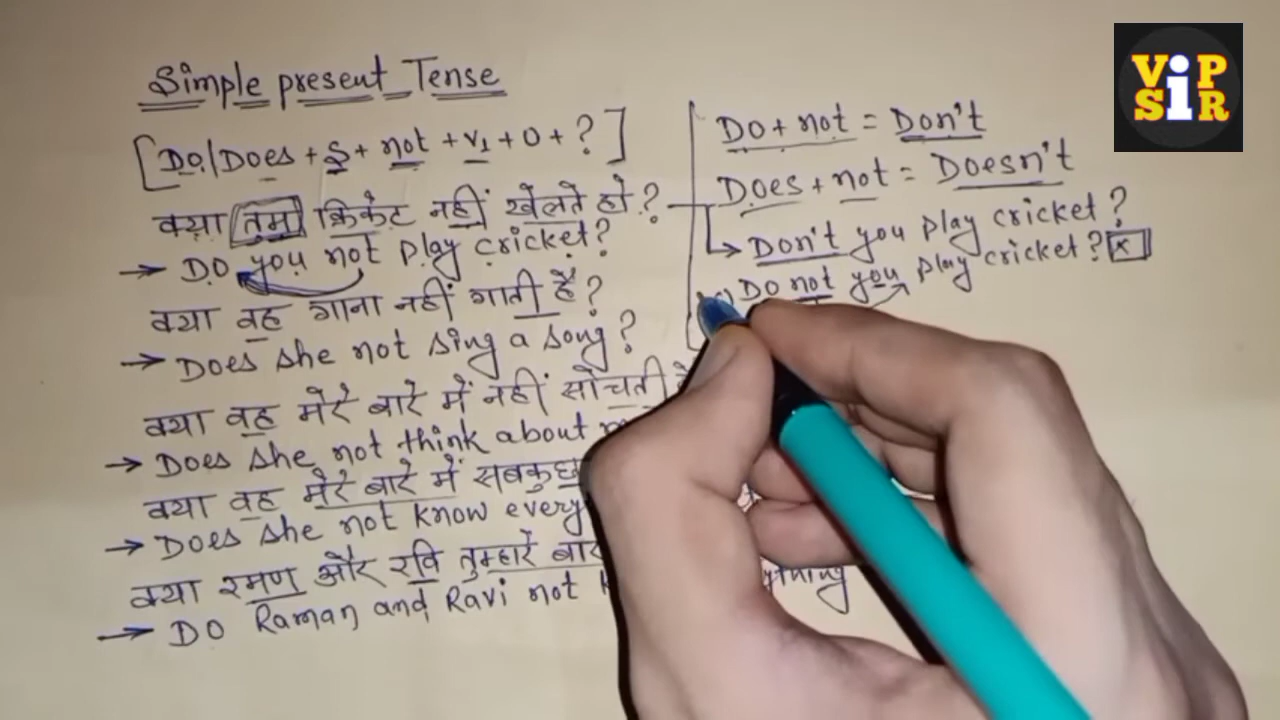 Simple present Tense
[Do/Does + S + not + V1 + O + ?]
क्या तुम क्रिकेट नहीं खेलते हो?
→ Do you not play cricket?
क्या वह गाना नहीं गाती है?
→ Does she not sing a song?
क्या वह मेरे बारे में नहीं सोचती
→ Does she not think about
क्या वह मेरे बारे में सबकुछ
→ Does she not know every
क्या रमण और रवि तुम्हारे बारे
→ Do Raman and Ravi not
Do + not = Don't
Does + not = Doesn't
→ Don't you play cricket?
Do not you play cricket? [x]
VIP
SIR